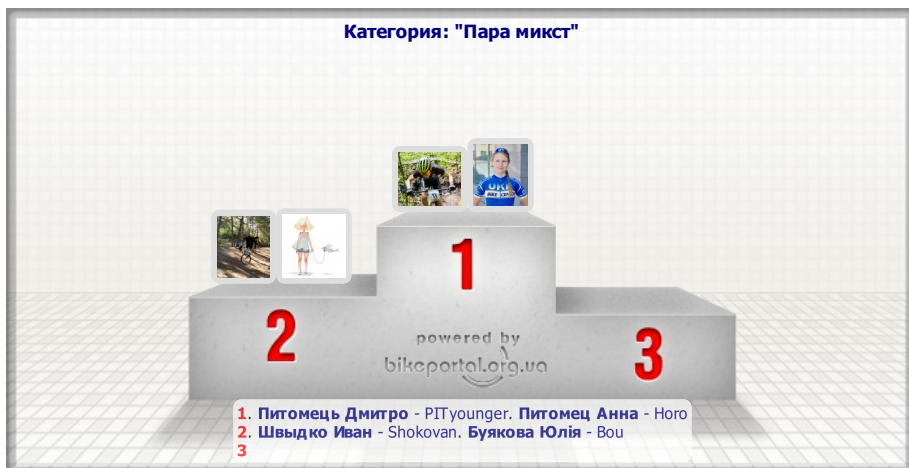 Категория: "Пара микст"
1
2
3
powered by
bikeportal.org.ua
1. Питомець Дмитро - PITyounger. Питомец Анна - Horo
2. Швыдко Иван - Shokovan. Буякова Юлія - Bou
3